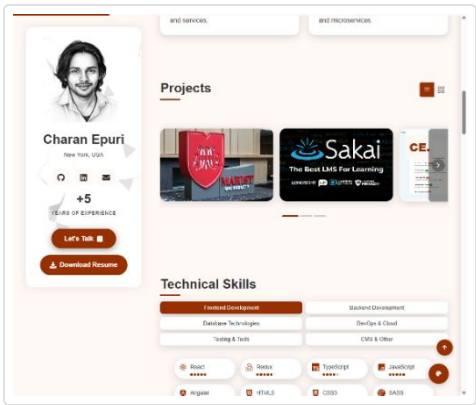 and services.
and microservices.
Charan Epuri
New York, USA
+5
YEARS OF EXPERIENCE
Let's Talk
Download Resume
Projects
MARIST
Sakai
The Best LMS For Learning
CE
Technical Skills
Frontend Development
Backend Development
Database Technologies
DevOps & Cloud
Testing & Tools
CMS & Other
React
Redux
TypeScript
JavaScript
Angular
HTML5
CSS3
SASS